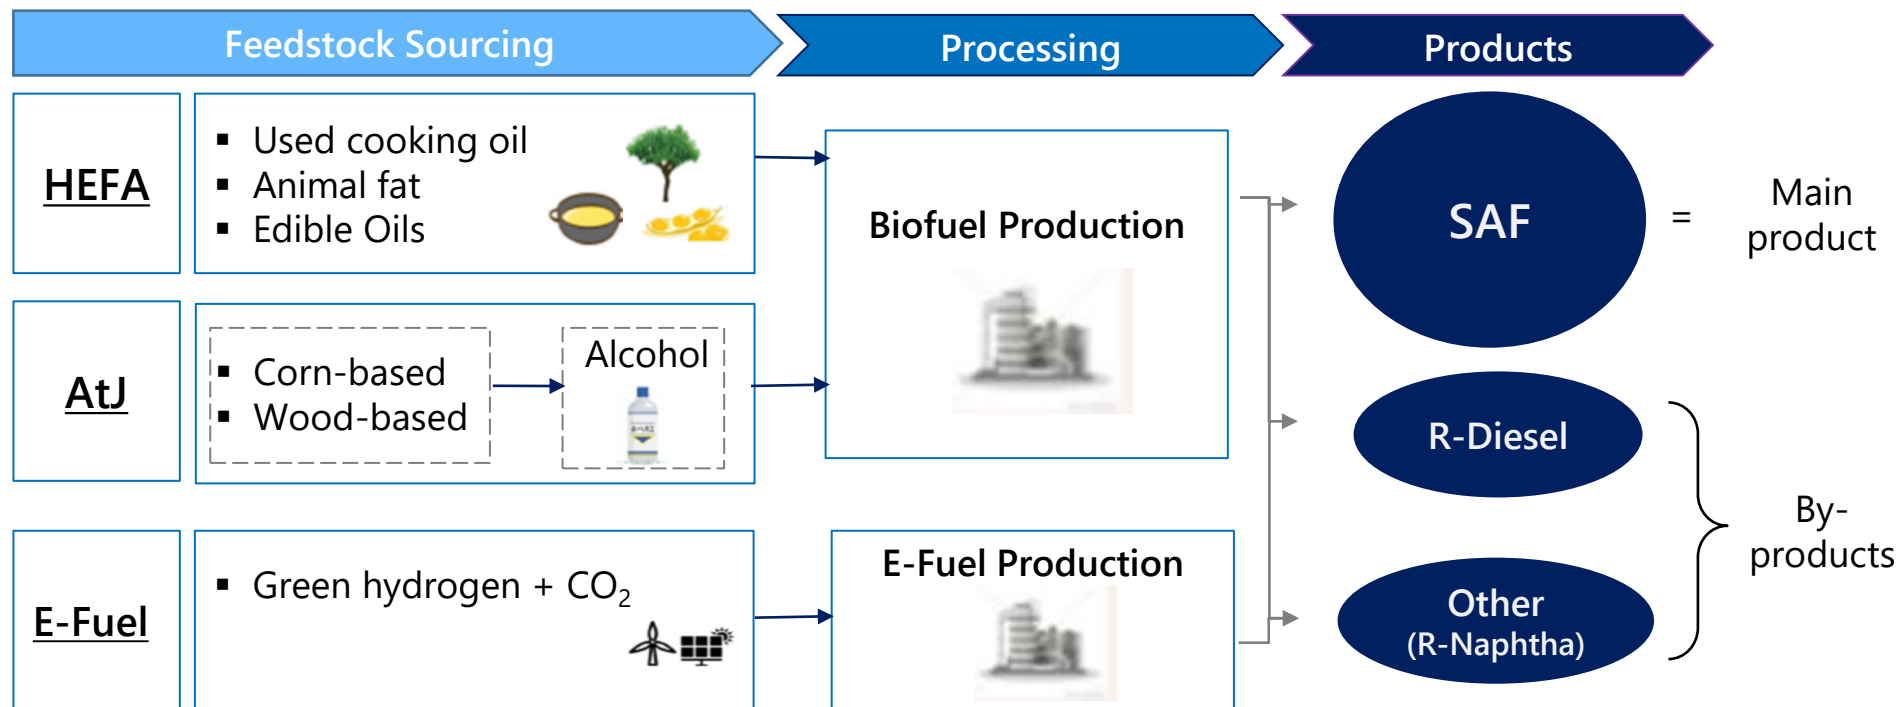 Feedstock Sourcing
Processing
Products
HEFA
▪ Used cooking oil
▪ Animal fat
▪ Edible Oils
Biofuel Production
SAF
=
Main
product
AtJ
▪ Corn-based
▪ Wood-based
Alcohol
R-Diesel
E-Fuel
▪ Green hydrogen + CO₂
E-Fuel Production
Other
(R-Naphtha)
By-
products